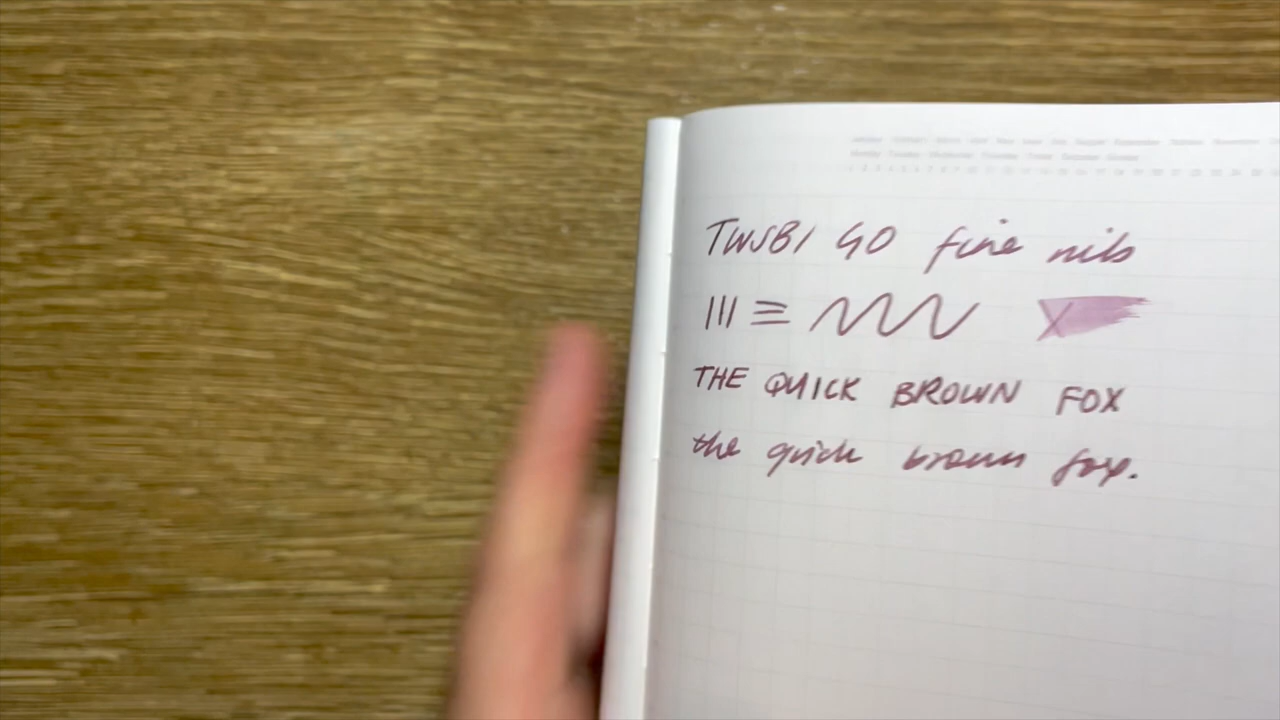 TWSBI GO fine nib
THE QUICK BROWN FOX
the quick brown fox.